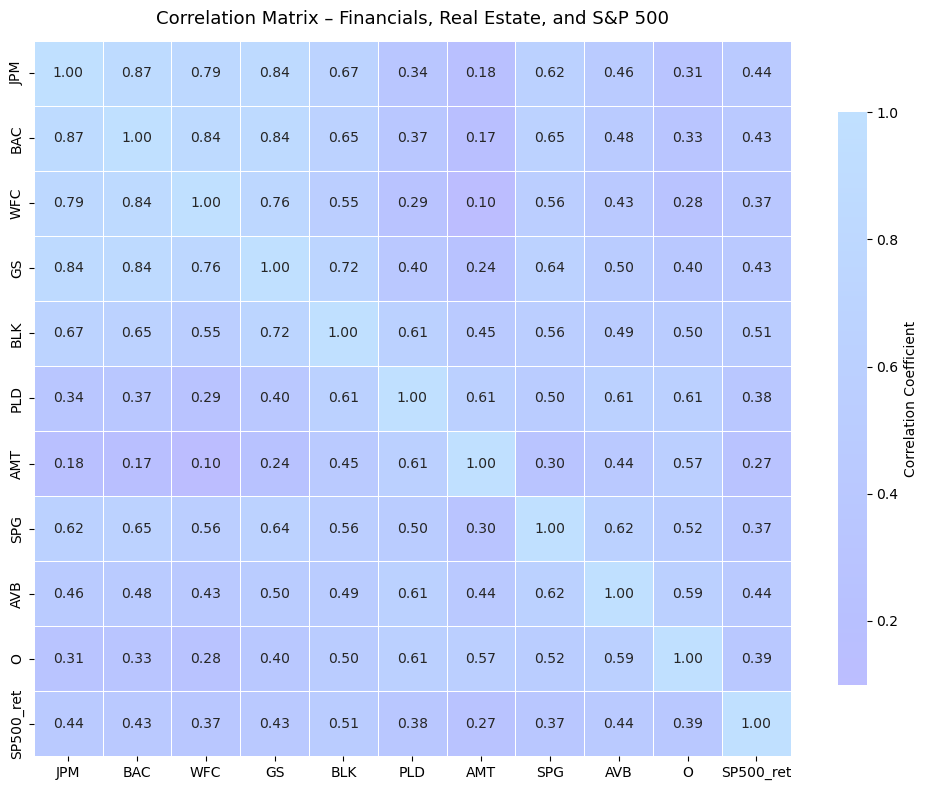 Correlation Matrix – Financials, Real Estate, and S&P 500
JPM 1.00 0.87 0.79 0.84 0.67 0.34 0.18 0.62 0.46 0.31 0.44
BAC 0.87 1.00 0.84 0.84 0.65 0.37 0.17 0.65 0.48 0.33 0.43
WFC 0.79 0.84 1.00 0.76 0.55 0.29 0.10 0.56 0.43 0.28 0.37
GS 0.84 0.84 0.76 1.00 0.72 0.40 0.24 0.64 0.50 0.40 0.43
BLK 0.67 0.65 0.55 0.72 1.00 0.61 0.45 0.56 0.49 0.50 0.51
PLD 0.34 0.37 0.29 0.40 0.61 1.00 0.61 0.50 0.61 0.61 0.38
AMT 0.18 0.17 0.10 0.24 0.45 0.61 1.00 0.30 0.44 0.57 0.27
SPG 0.62 0.65 0.56 0.64 0.56 0.50 0.30 1.00 0.62 0.52 0.37
AVB 0.46 0.48 0.43 0.50 0.49 0.61 0.44 0.62 1.00 0.59 0.44
O 0.31 0.33 0.28 0.40 0.50 0.61 0.57 0.52 0.59 1.00 0.39
SP500_ret 0.44 0.43 0.37 0.43 0.51 0.38 0.27 0.37 0.44 0.39 1.00
JPM BAC WFC GS BLK PLD AMT SPG AVB O SP500_ret
1.0
0.8
0.6
0.4
0.2
Correlation Coefficient